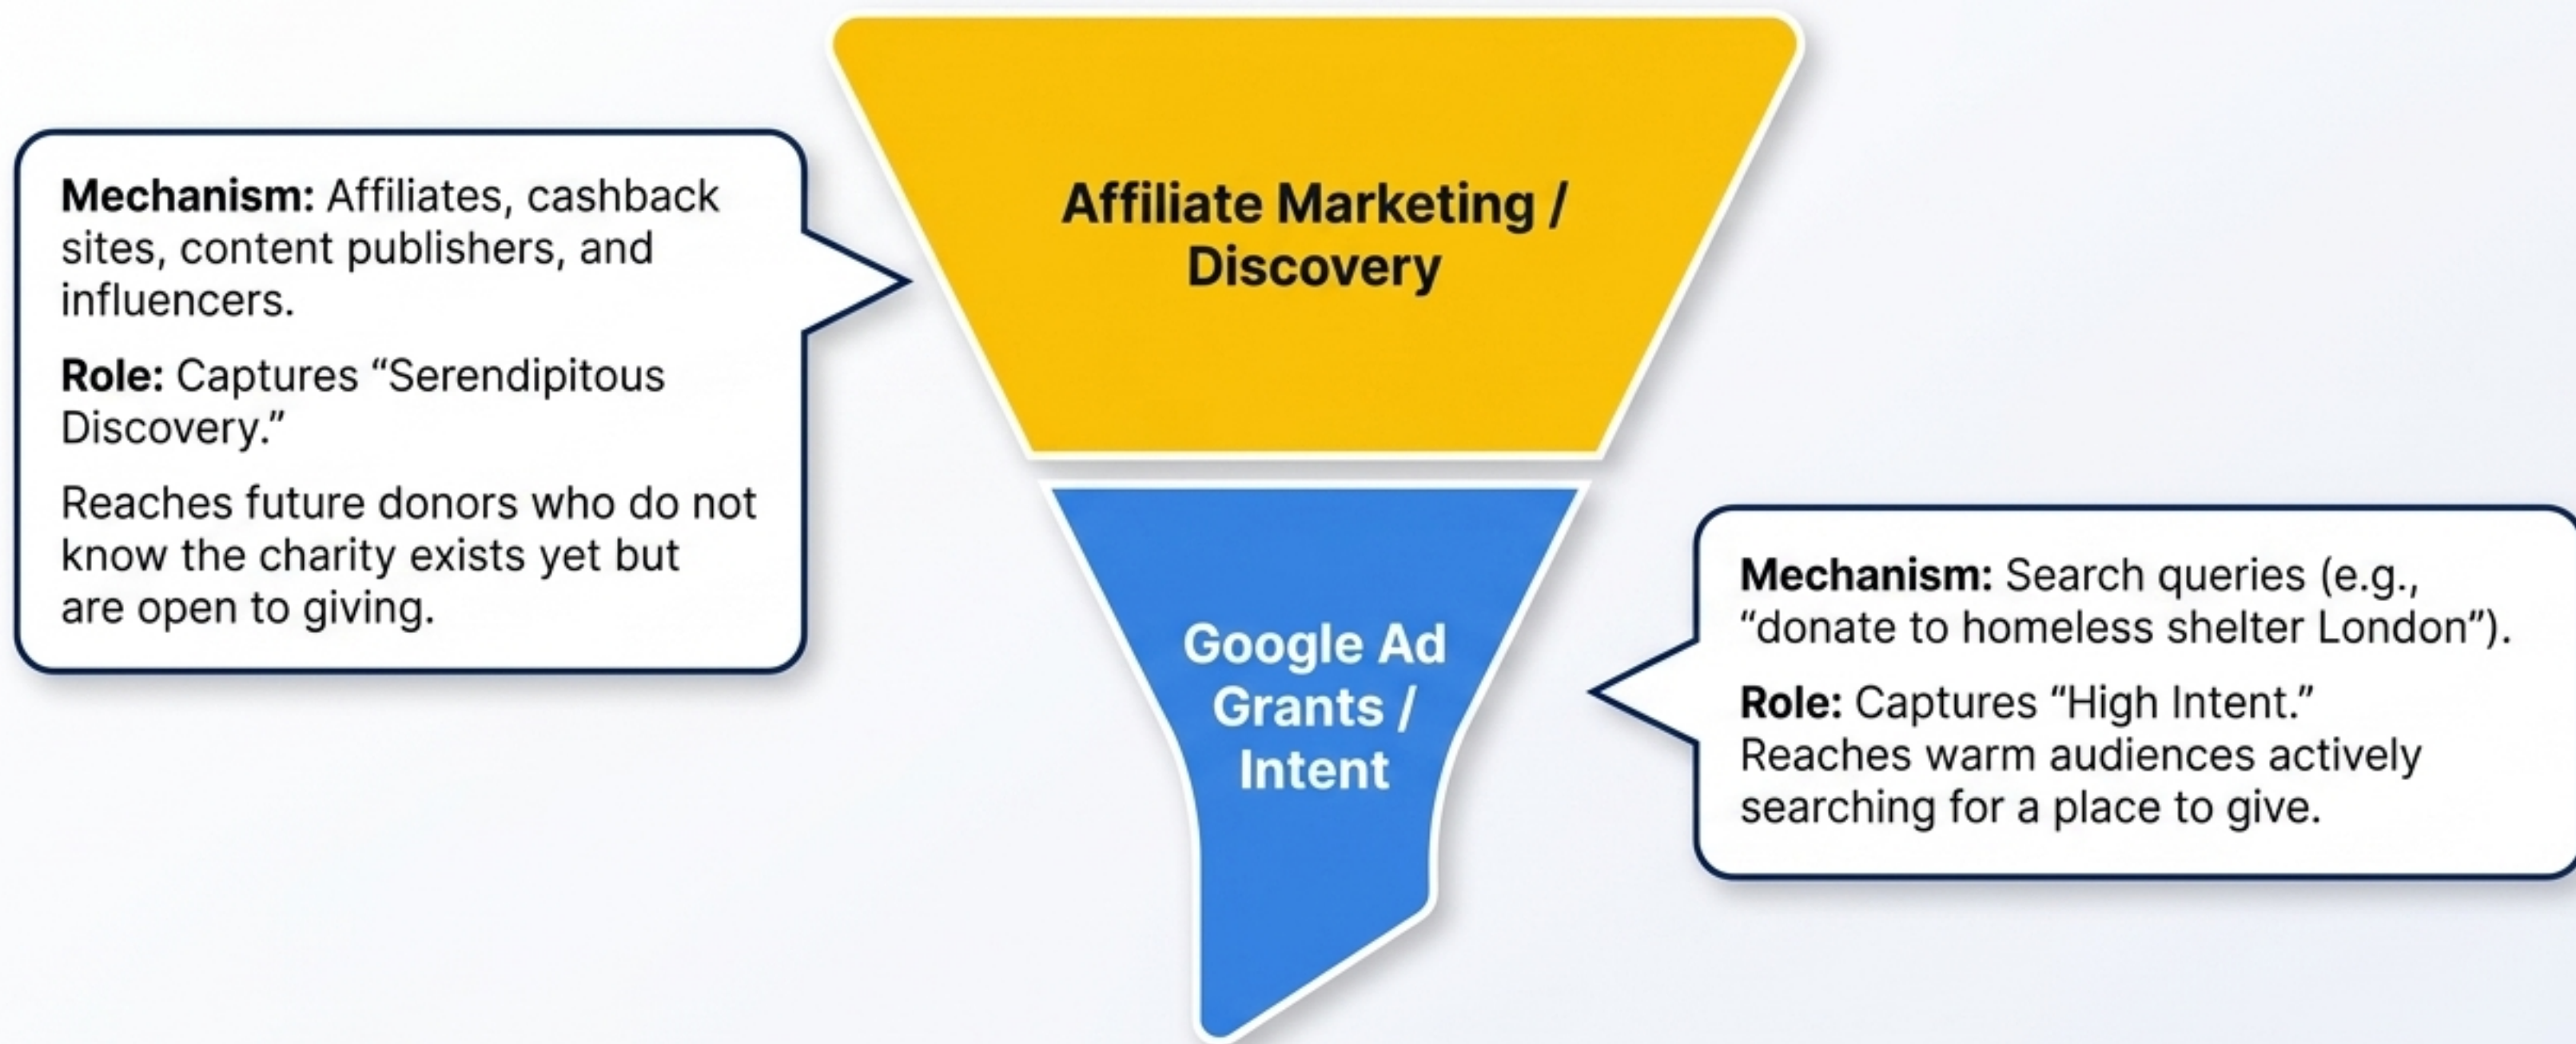 Affiliate Marketing /
Discovery
Mechanism: Affiliates, cashback
sites, content publishers, and
influencers.
Role: Captures “Serendipitous
Discovery.”
Reaches future donors who do not
know the charity exists yet but
are open to giving.
Google Ad
Grants /
Intent
Mechanism: Search queries (e.g.,
“donate to homeless shelter London”).
Role: Captures “High Intent.”
Reaches warm audiences actively
searching for a place to give.